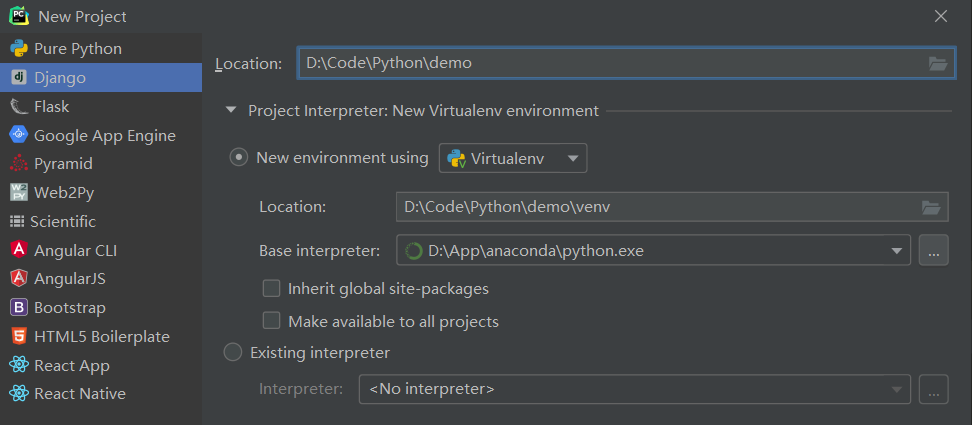 New Project
Pure Python
Django
Flask
Google App Engine
Pyramid
Web2Py
Scientific
Angular CLI
AngularJS
Bootstrap
HTML5 Boilerplate
React App
React Native
Location: D:\Code\Python\demo
Project Interpreter: New Virtualenv environment
New environment using Virtualenv
Location: D:\Code\Python\demo\venv
Base interpreter: D:\App\anaconda\python.exe ...
Inherit global site-packages
Make available to all projects
Existing interpreter
Interpreter: <No interpreter> ...